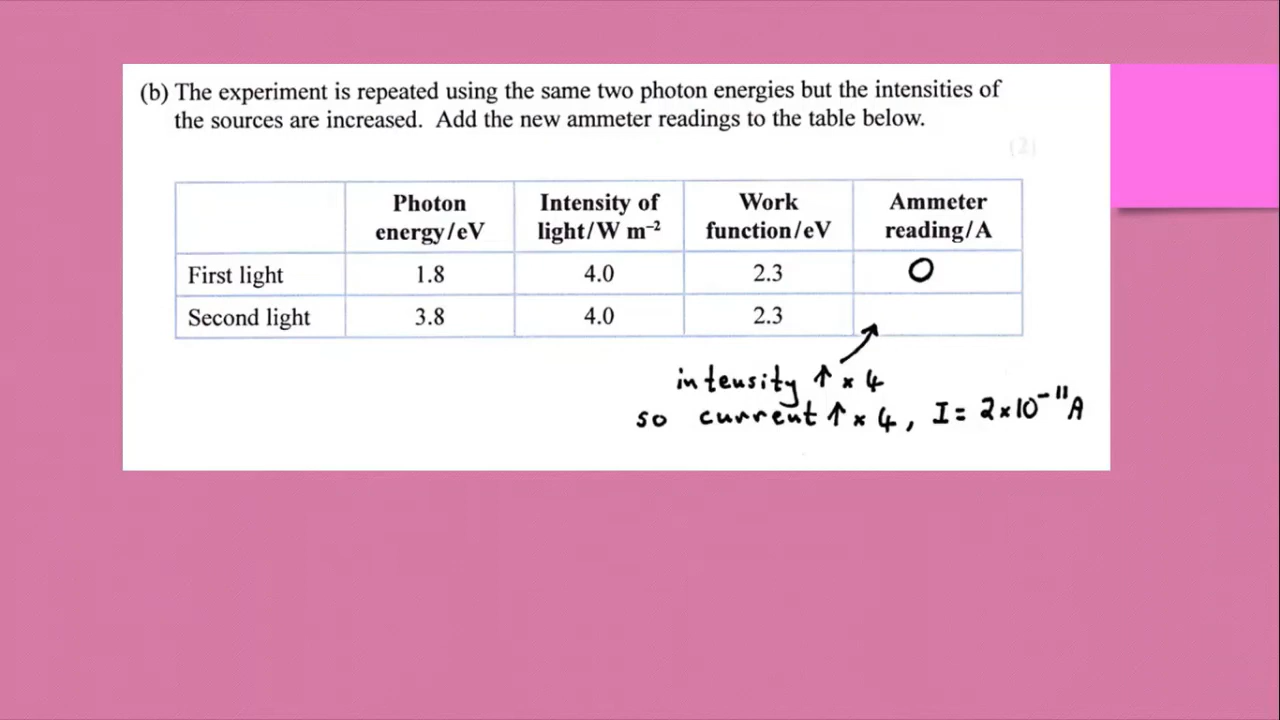 (b) The experiment is repeated using the same two photon energies but the intensities of
the sources are increased. Add the new ammeter readings to the table below.
(2)
Photon energy/eV Intensity of light/W m⁻² Work function/eV Ammeter reading/A
First light 1.8 4.0 2.3 O
Second light 3.8 4.0 2.3
intensity ↑ × 4
so current ↑ × 4, I = 2×10⁻¹¹A